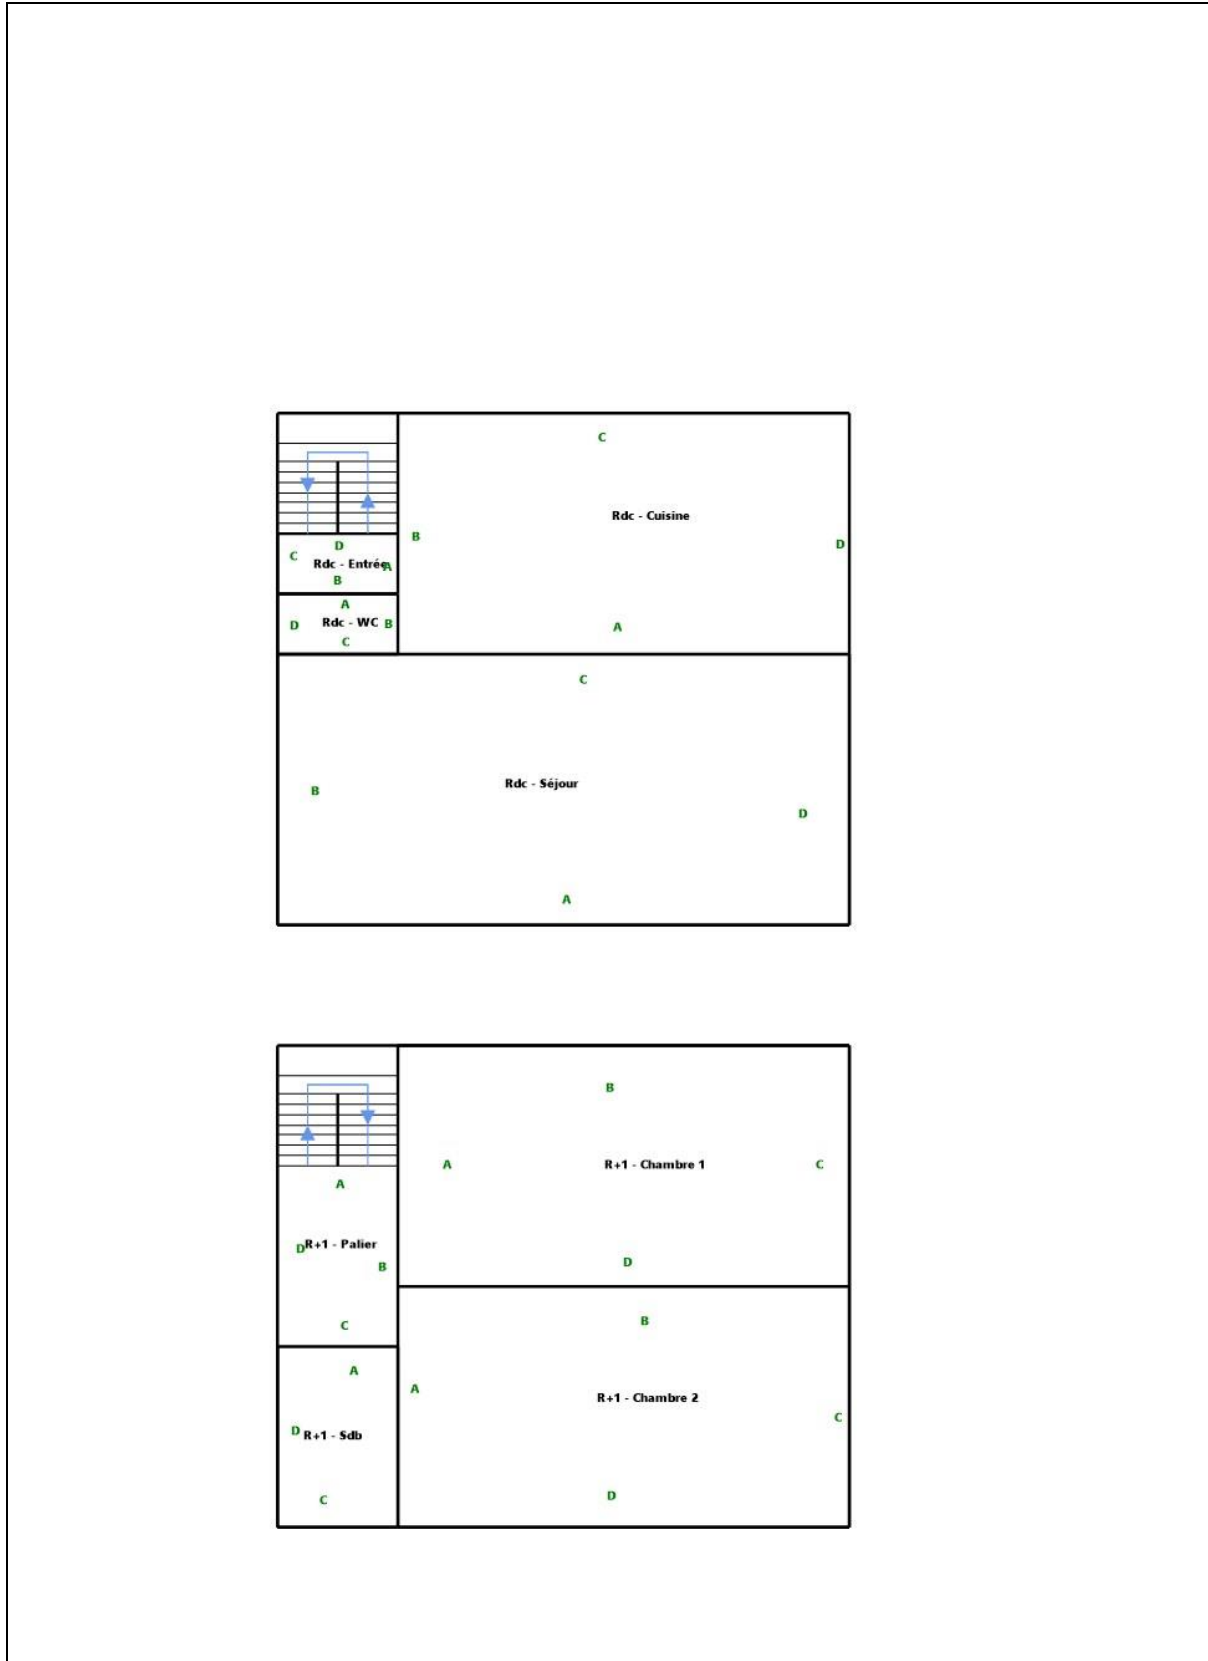 C
Rdc - Cuisine
B
D
D
C
Rdc - Entrée
A
B
A
D
Rdc - WC
B
C
A
C
Rdc - Séjour
B
D
A
B
A
R+1 - Chambre 1
C
A
D
R+1 - Palier
B
D
C
B
A
A
R+1 - Chambre 2
C
D
R+1 - Sdb
C
D